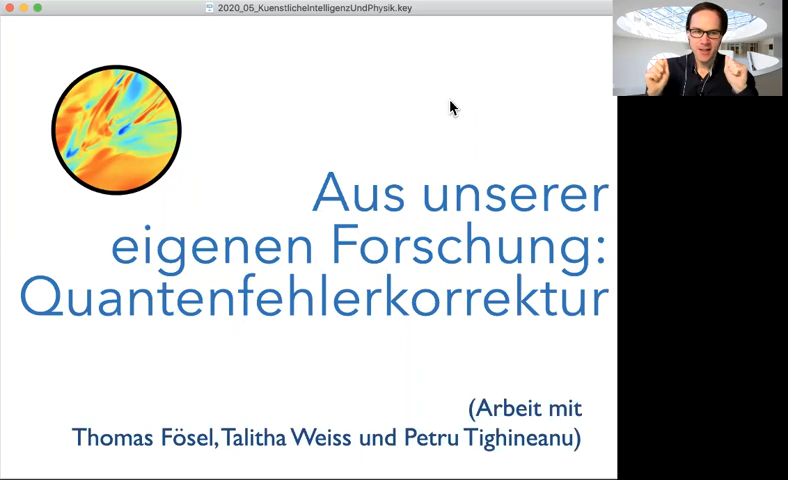 2020_05_KuenstlicheIntelligenzUndPhysik.key
Aus unserer
eigenen Forschung:
Quantenfehlerkorrektur
(Arbeit mit
Thomas Fösel, Talitha Weiss und Petru Tighineanu)